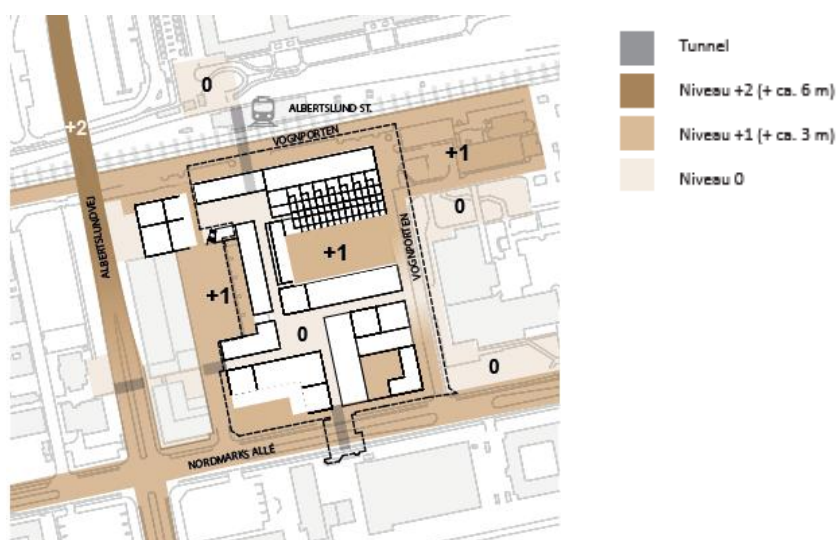 0
ALBERTSLUND ST.
+2
VOGNPORTEN
+1
0
ALBERTSLUNDVEJ
VOGNPORTEN
+1
+1
0
0
NORDMARKS ALLÉ
Tunnel
Niveau +2 (+ ca. 6 m)
Niveau +1 (+ ca. 3 m)
Niveau 0